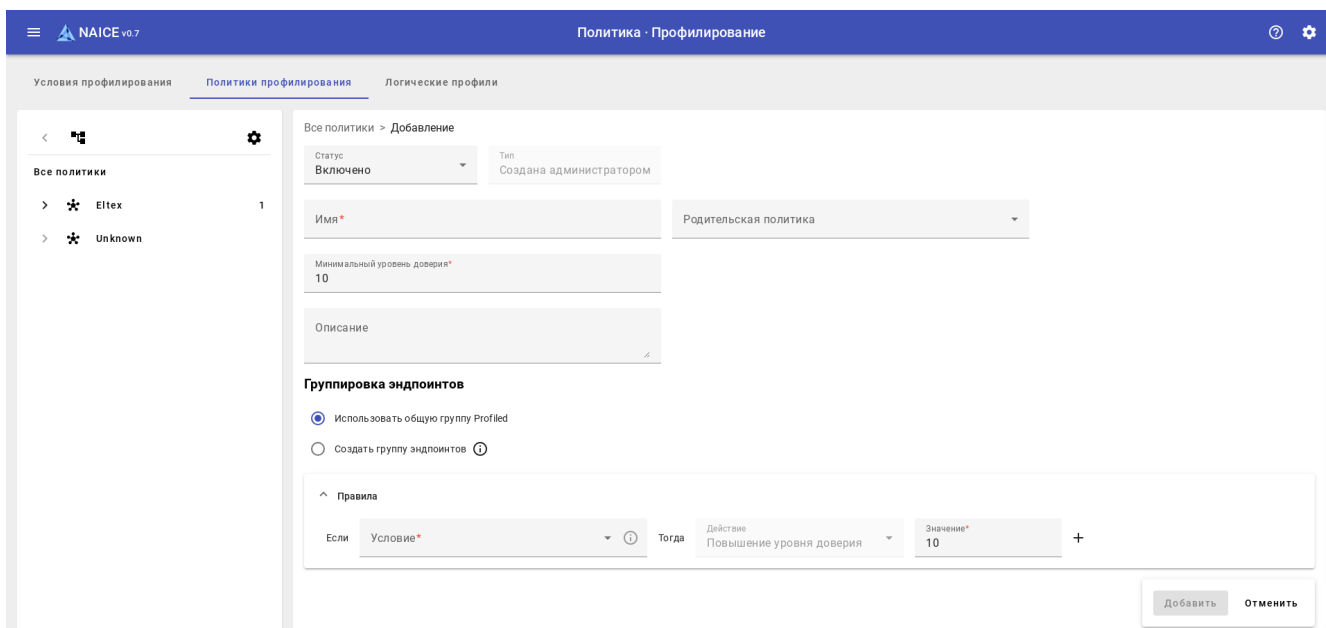 NAICE v0.7
Политика · Профилирование
Условия профилирования Политики профилирования Логические профили
Все политики > Добавление
Статус
Включено
Тип
Создана администратором
Все политики
Eltex 1
Unknown
Имя*
Родительская политика
Минимальный уровень доверия*
10
Описание
Группировка эндпоинтов
Использовать общую группу Profiled
Создать группу эндпоинтов
Правила
Если Условие* Тогда
Действие
Повышение уровня доверия
Значение*
10
Добавить Отменить